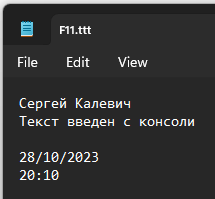 F11.ttt
File Edit View
Сергей Калевич
Текст введен с консоли
28/10/2023
20:10